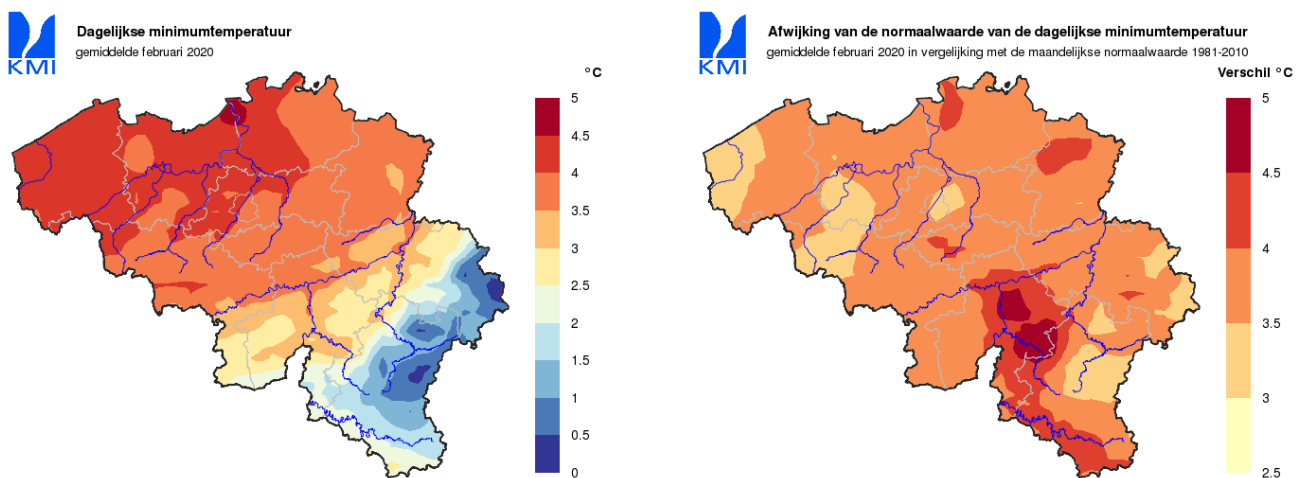 KMI
Dagelijkse minimumtemperatuur
gemiddelde februari 2020
°C
5
4.5
4
3.5
3
2.5
2
1.5
1
0.5
0
KMI
Afwijking van de normaalwaarde van de dagelijkse minimumtemperatuur
gemiddelde februari 2020 in vergelijking met de maandelijkse normaalwaarde 1981-2010
Verschil °C
5
4.5
4
3.5
3
2.5